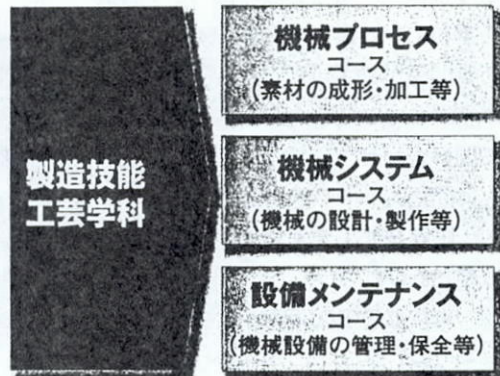 製造技能
工芸学科
機械プロセス
コース
(素材の成形・加工等)
機械システム
コース
(機械の設計・製作等)
設備メンテナンス
コース
(機械設備の管理・保全等)